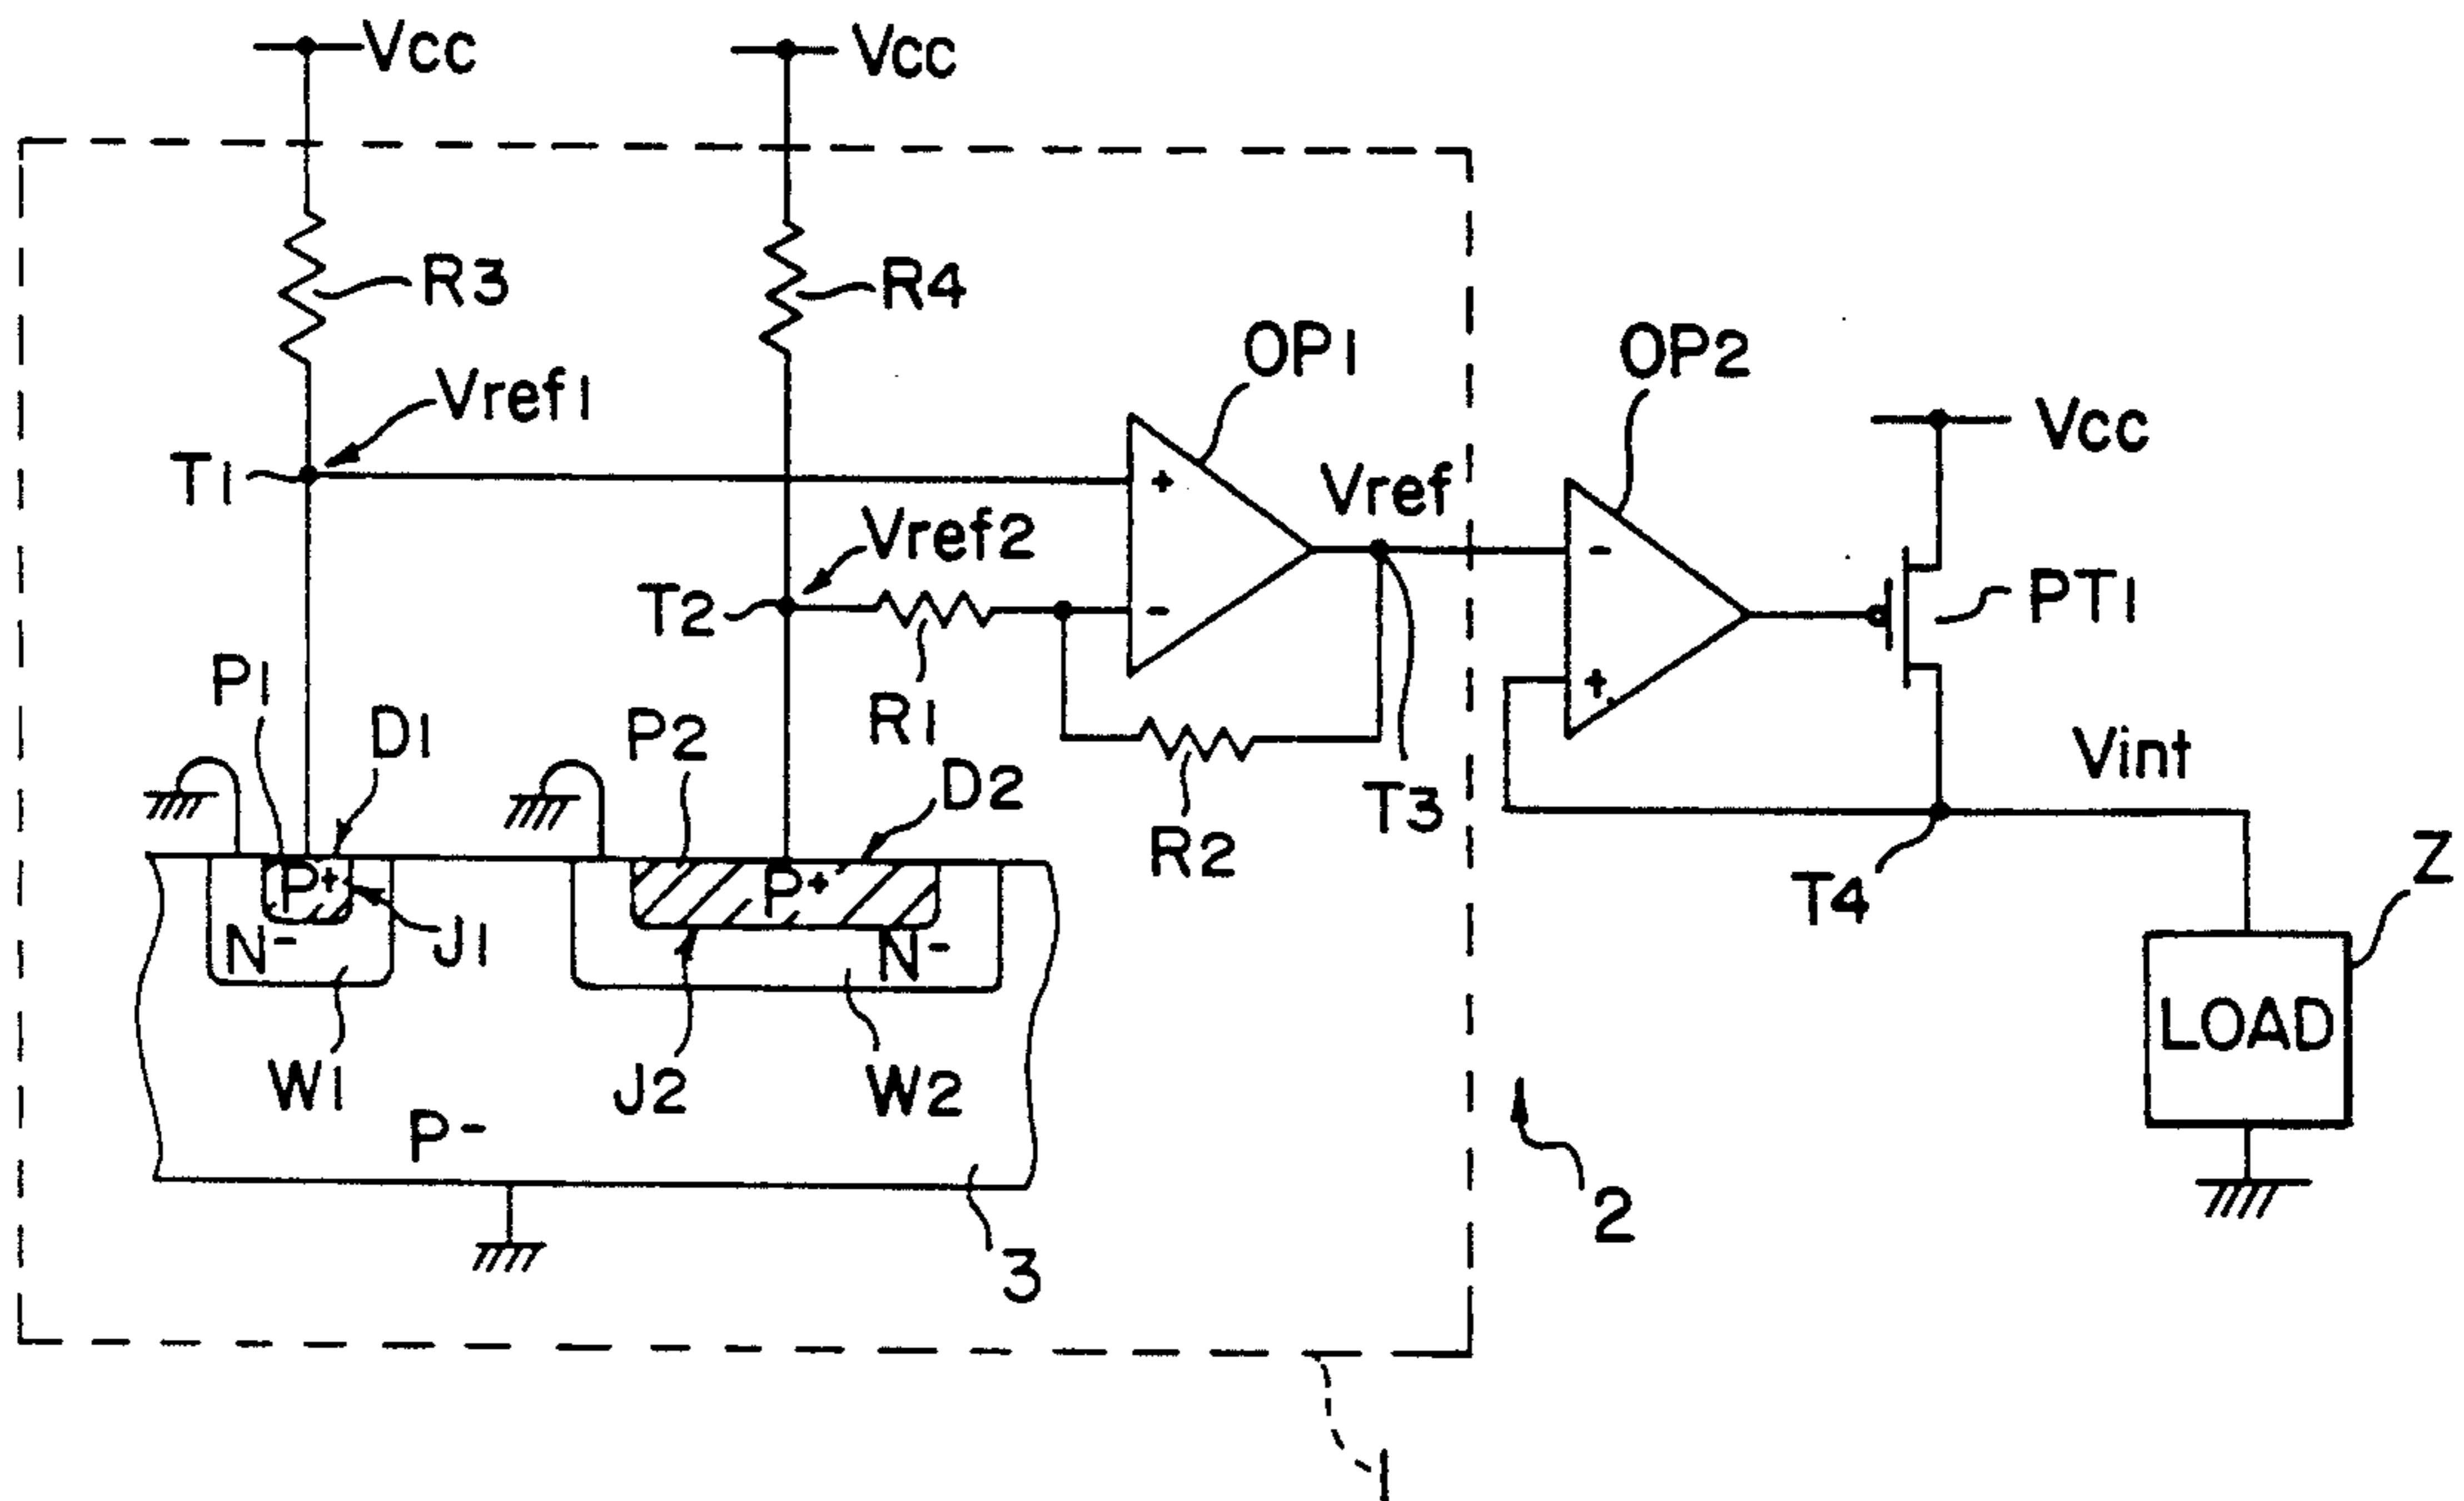 Vcc
Vcc
R3
R4
OP1
OP2
Vref1
Vcc
T1
+
Vref
Vref2
-
PT1
T2
-
P1
+
D1
R1
P2
Vint
D2
T3
R2
Z
P+
P+
T4
N-
J1
N-
LOAD
W1
J2
W2
P-
2
3
1